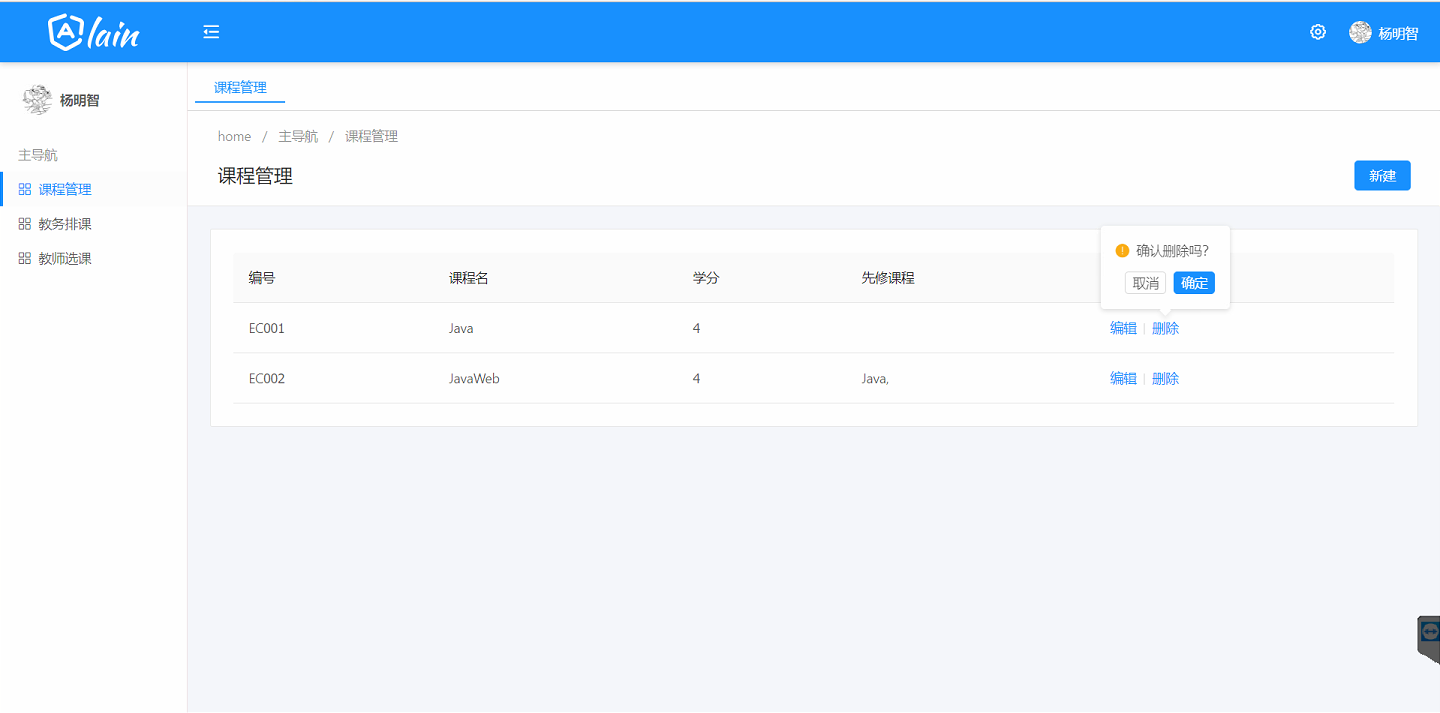 Alain
杨明智
杨明智
主导航
课程管理
教务排课
教师选课
课程管理
home / 主导航 / 课程管理
课程管理
新建
确认删除吗?
取消 确定
编号 课程名 学分 先修课程
EC001 Java 4 编辑 | 删除
EC002 JavaWeb 4 Java, 编辑 | 删除